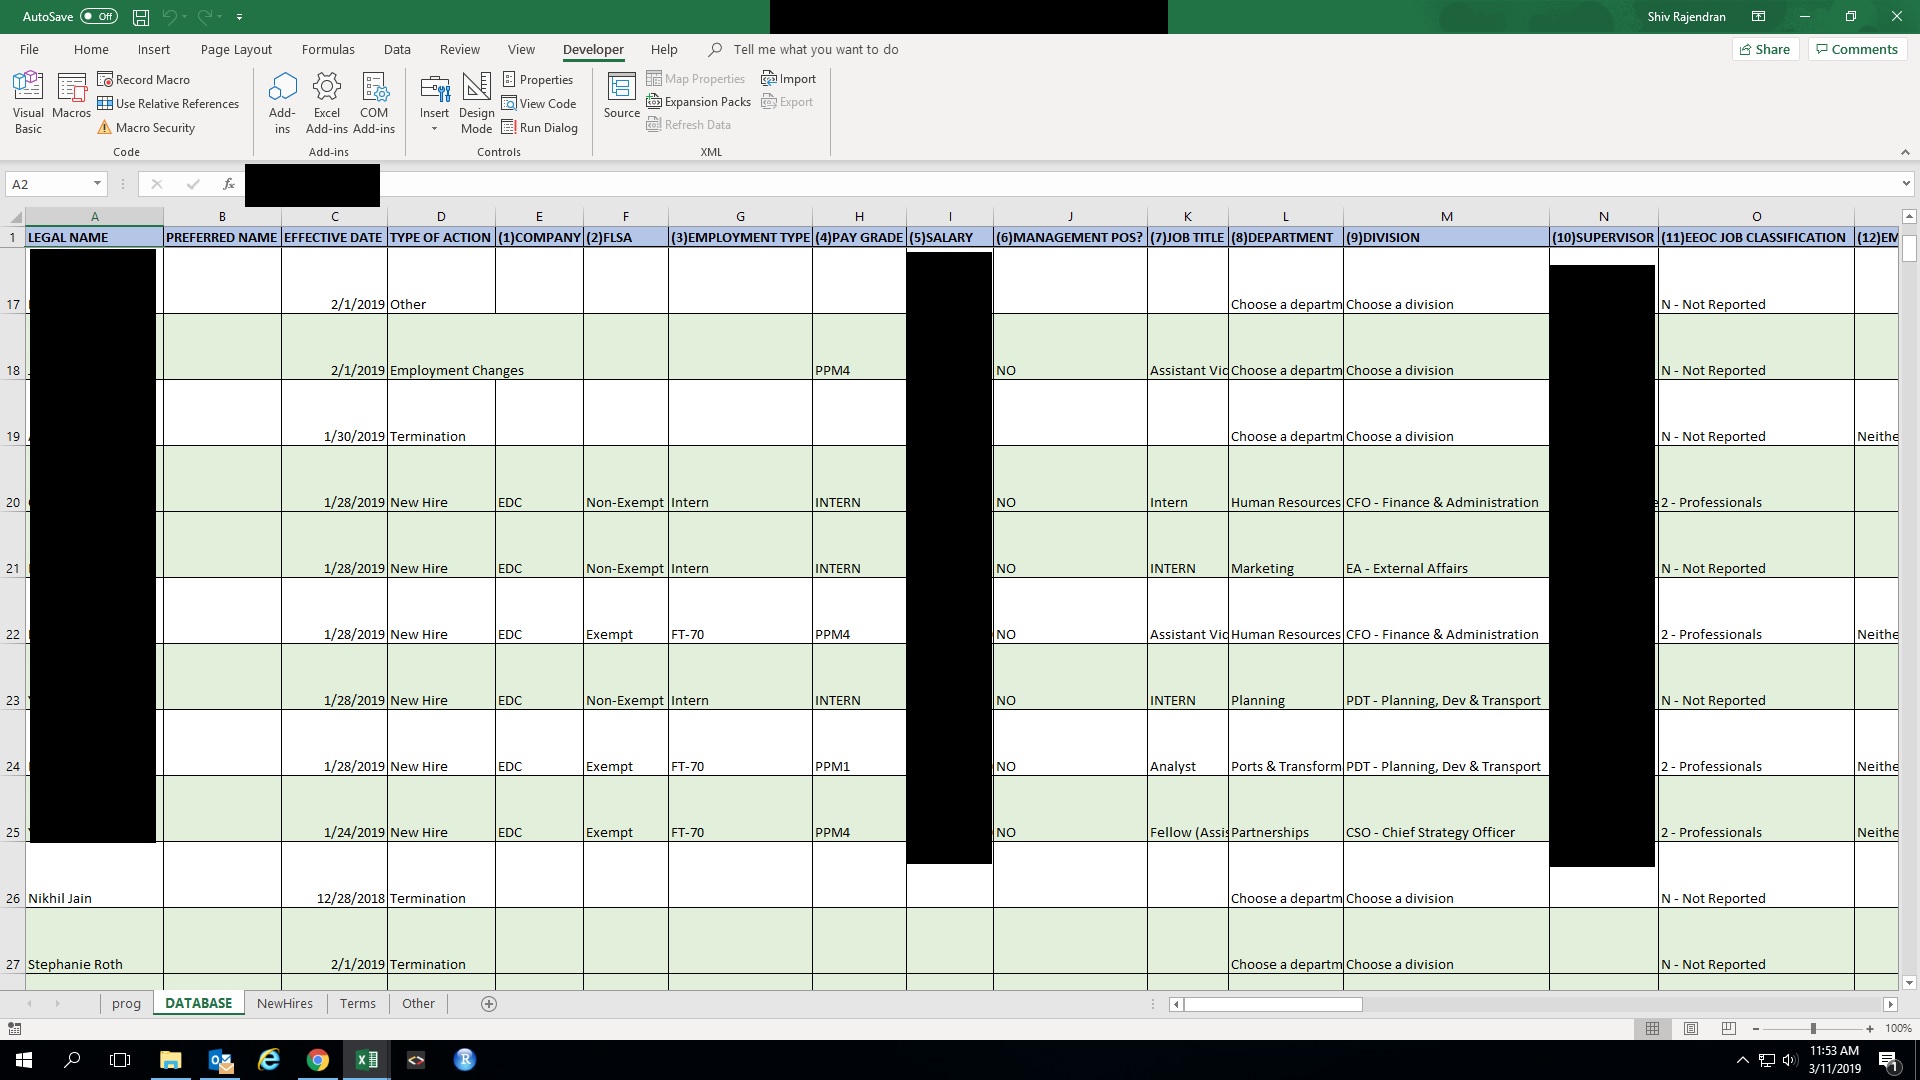 AutoSave Off Shiv Rajendran
File Home Insert Page Layout Formulas Data Review View Developer Help Tell me what you want to do Share Comments
Visual Basic Macros Record Macro Use Relative References Macro Security
Add-ins Excel Add-ins COM Add-ins
Insert Design Mode Properties View Code Run Dialog
Source Map Properties Expansion Packs Refresh Data Import Export
Code Add-ins Controls XML
A2 fx
A B C D E F G H I J K L M N O
1 LEGAL NAME PREFERRED NAME EFFECTIVE DATE TYPE OF ACTION (1)COMPANY (2)FLSA (3)EMPLOYMENT TYPE (4)PAY GRADE (5)SALARY (6)MANAGEMENT POS? (7)JOB TITLE (8)DEPARTMENT (9)DIVISION (10)SUPERVISOR (11)EEOC JOB CLASSIFICATION (12)EM
17 2/1/2019 Other Choose a departm Choose a division N - Not Reported
18 2/1/2019 Employment Changes PPM4 NO Assistant Vic Choose a departm Choose a division N - Not Reported
19 1/30/2019 Termination Choose a departm Choose a division N - Not Reported Neithe
20 1/28/2019 New Hire EDC Non-Exempt Intern INTERN NO Intern Human Resources CFO - Finance & Administration 2 - Professionals
21 1/28/2019 New Hire EDC Non-Exempt Intern INTERN NO INTERN Marketing EA - External Affairs N - Not Reported
22 1/28/2019 New Hire EDC Exempt FT-70 PPM4 NO Assistant Vic Human Resources CFO - Finance & Administration 2 - Professionals Neithe
23 1/28/2019 New Hire EDC Non-Exempt Intern INTERN NO INTERN Planning PDT - Planning, Dev & Transport N - Not Reported
24 1/28/2019 New Hire EDC Exempt FT-70 PPM1 NO Analyst Ports & Transform PDT - Planning, Dev & Transport 2 - Professionals Neithe
25 1/24/2019 New Hire EDC Exempt FT-70 PPM4 NO Fellow (Assis Partnerships CSO - Chief Strategy Officer 2 - Professionals Neithe
26 Nikhil Jain 12/28/2018 Termination Choose a departm Choose a division N - Not Reported
27 Stephanie Roth 2/1/2019 Termination Choose a departm Choose a division N - Not Reported
prog DATABASE NewHires Terms Other
100%
11:53 AM
3/11/2019
1